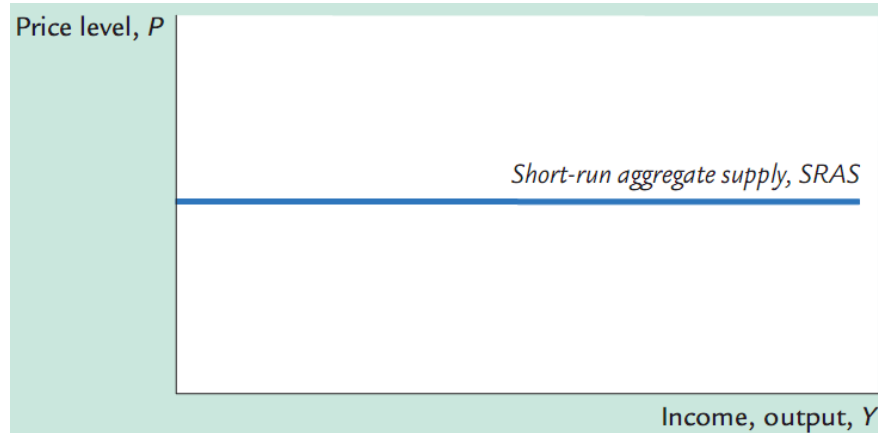 Price level, P
Short-run aggregate supply, SRAS
Income, output, Y